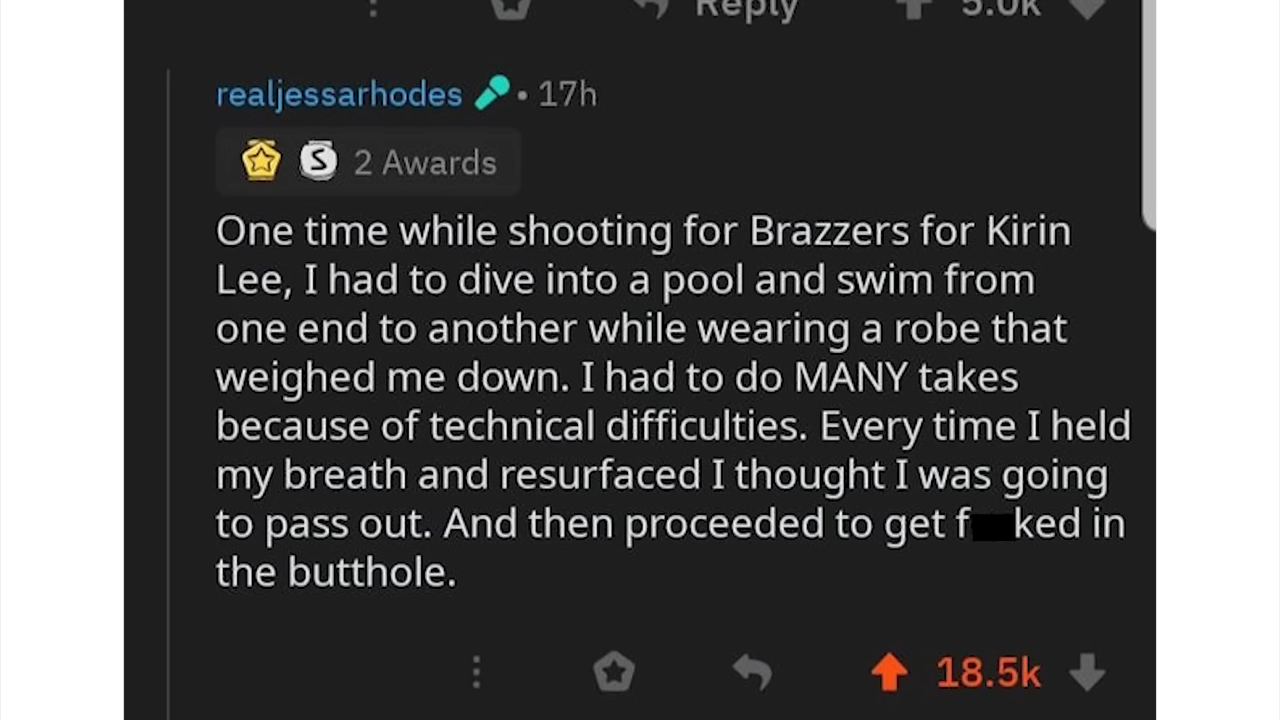 Reply 5.0k
realjessarhodes • 17h
S 2 Awards
One time while shooting for Brazzers for Kirin
Lee, I had to dive into a pool and swim from
one end to another while wearing a robe that
weighed me down. I had to do MANY takes
because of technical difficulties. Every time I held
my breath and resurfaced I thought I was going
to pass out. And then proceeded to get f ked in
the butthole.
18.5k